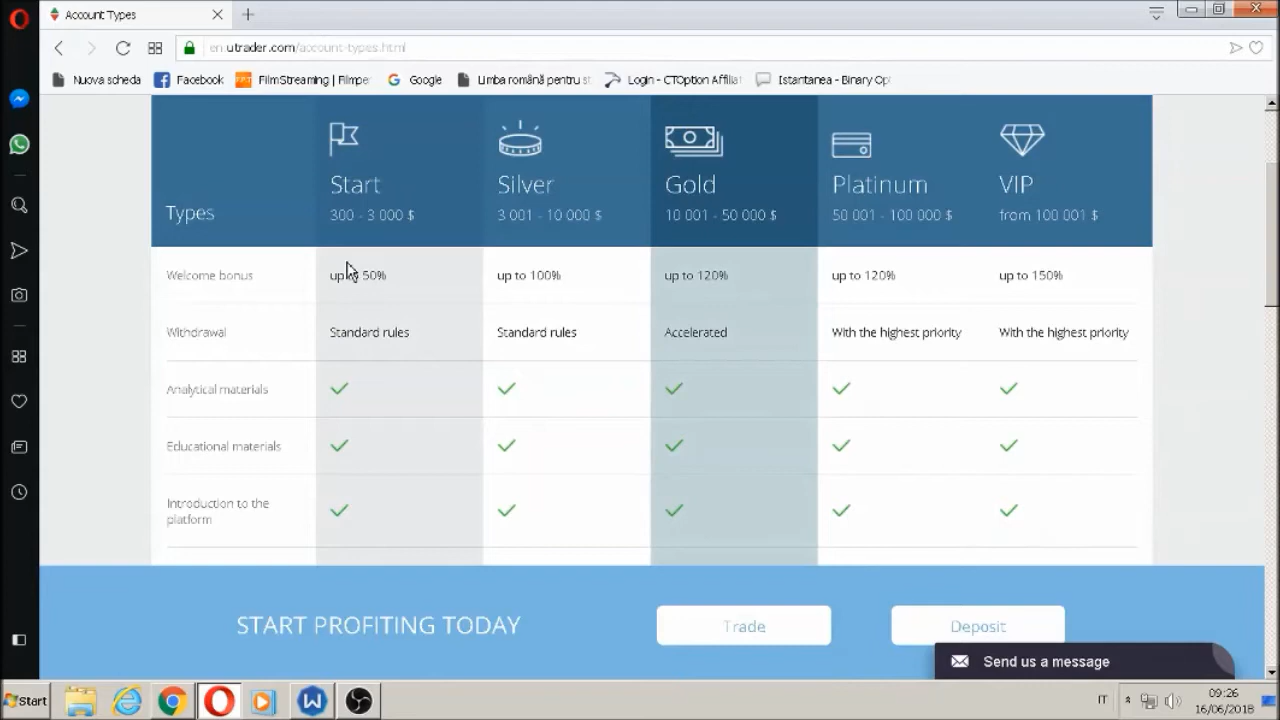 Account Types
en.utrader.com/account-types.html
Nuova scheda
Facebook
FilmStreaming | Filmpe
Google
Limba română pentru st
Login - CTOption Affilia
Istantanea - Binary Op
Types
Start
300 - 3 000 $
Silver
3 001 - 10 000 $
Gold
10 001 - 50 000 $
Platinum
50 001 - 100 000 $
VIP
from 100 001 $
Welcome bonus
up 50%
up to 100%
up to 120%
up to 120%
up to 150%
Withdrawal
Standard rules
Standard rules
Accelerated
With the highest priority
With the highest priority
Analytical materials
Educational materials
Introduction to the
platform
START PROFITING TODAY
Trade
Deposit
Send us a message
Start
IT
09:26
16/06/2018